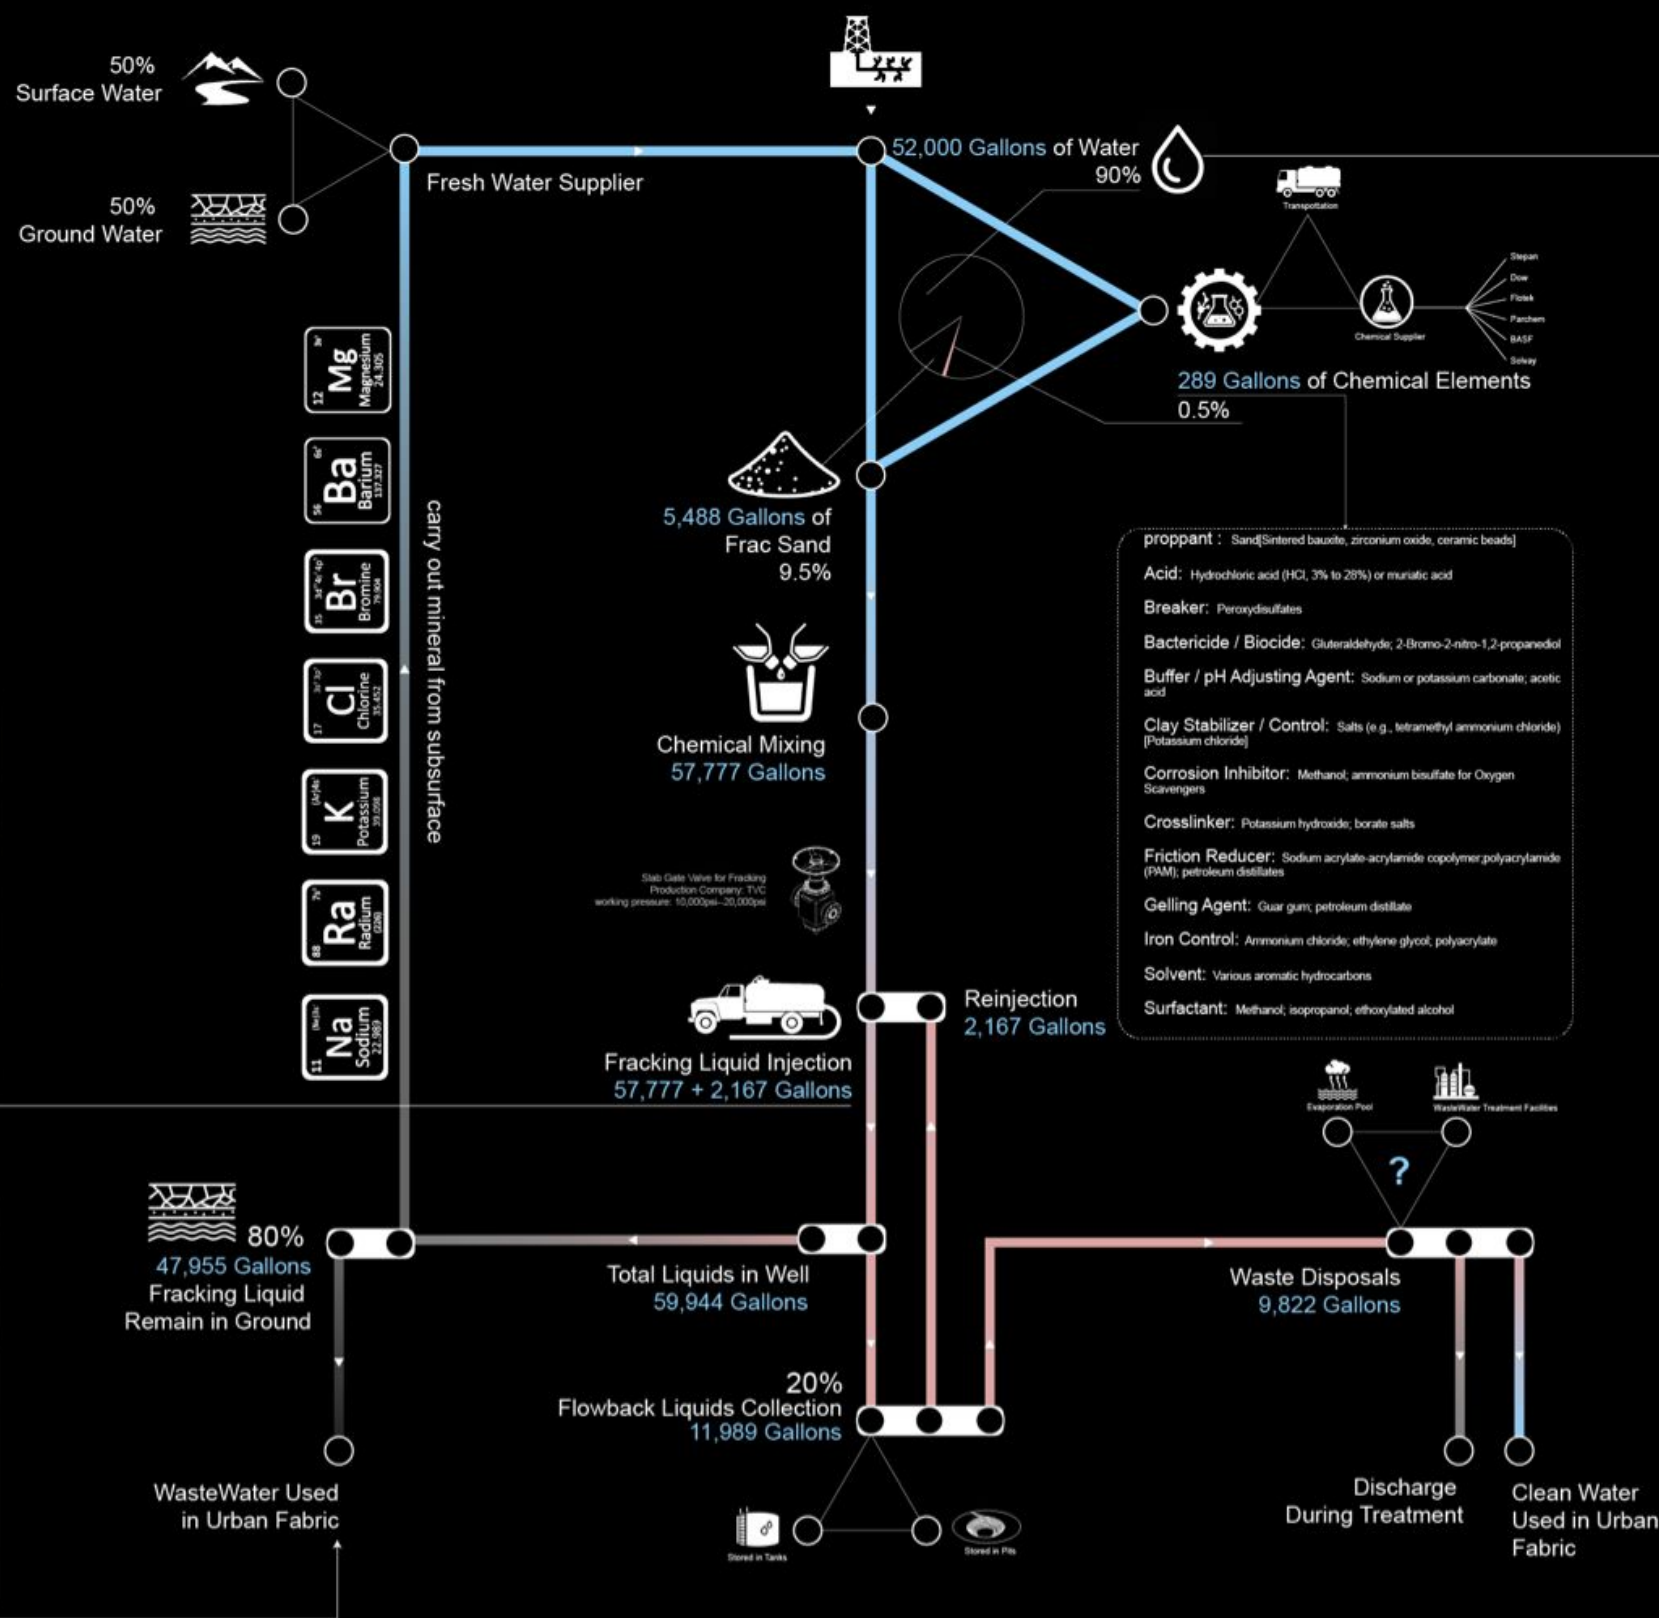 50%
Surface Water
50%
Ground Water
Fresh Water Supplier
52,000 Gallons of Water
90%
Transpottation
Chemical Supplier
Stepan
Dow
Flotek
Parchem
BASF
Solvay
289 Gallons of Chemical Elements
0.5%
5,488 Gallons of
Frac Sand
9.5%
Chemical Mixing
57,777 Gallons
Slab Gate Valve for Fracking
Production Company: TVC
working pressure: 10,000psi--20,000psi
Fracking Liquid Injection
57,777 + 2,167 Gallons
Reinjection
2,167 Gallons
proppant : Sand[Sintered bauxite, zirconium oxide, ceramic beads]
Acid: Hydrochloric acid (HCl, 3% to 28%) or muriatic acid
Breaker: Peroxydisulfates
Bactericide / Biocide: Gluteraldehyde; 2-Bromo-2-nitro-1,2-propanediol
Buffer / pH Adjusting Agent: Sodium or potassium carbonate; acetic
acid
Clay Stabilizer / Control: Salts (e.g., tetramethyl ammonium chloride)
[Potassium chloride]
Corrosion Inhibitor: Methanol; ammonium bisulfate for Oxygen
Scavengers
Crosslinker: Potassium hydroxide; borate salts
Friction Reducer: Sodium acrylate-acrylamide copolymer;polyacrylamide
(PAM); petroleum distillates
Gelling Agent: Guar gum; petroleum distillate
Iron Control: Ammonium chloride; ethylene glycol; polyacrylate
Solvent: Various aromatic hydrocarbons
Surfactant: Methanol; isopropanol; ethoxylated alcohol
12
Mg
Magnesium
24.305
56
Ba
Barium
137.327
35
Br
Bromine
79.904
17
Cl
Chlorine
35.452
19
K
Potassium
39.098
88
Ra
Radium
(226)
11
Na
Sodium
22.989
carry out mineral from subsurface
80%
47,955 Gallons
Fracking Liquid
Remain in Ground
WasteWater Used
in Urban Fabric
Total Liquids in Well
59,944 Gallons
20%
Flowback Liquids Collection
11,989 Gallons
Stored in Tanks
Stored in Pits
Evaporation Pool
WasteWater Treatment Facilities
?
Waste Disposals
9,822 Gallons
Discharge
During Treatment
Clean Water
Used in Urban
Fabric